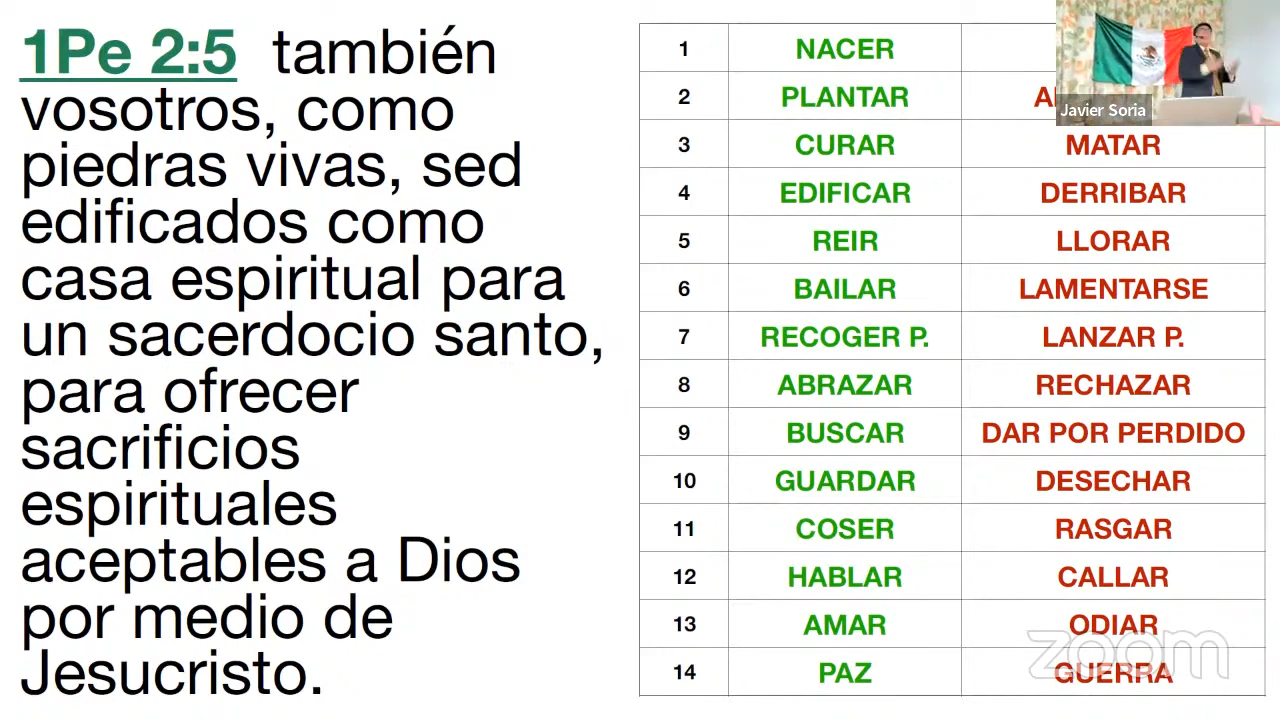 1Pe 2:5 también
vosotros, como
piedras vivas, sed
edificados como
casa espiritual para
un sacerdocio santo,
para ofrecer
sacrificios
espirituales
aceptables a Dios
por medio de
Jesucristo.
1 NACER
2 PLANTAR
3 CURAR MATAR
4 EDIFICAR DERRIBAR
5 REIR LLORAR
6 BAILAR LAMENTARSE
7 RECOGER P. LANZAR P.
8 ABRAZAR RECHAZAR
9 BUSCAR DAR POR PERDIDO
10 GUARDAR DESECHAR
11 COSER RASGAR
12 HABLAR CALLAR
13 AMAR ODIAR
14 PAZ GUERRA
Javier Soria
zoom